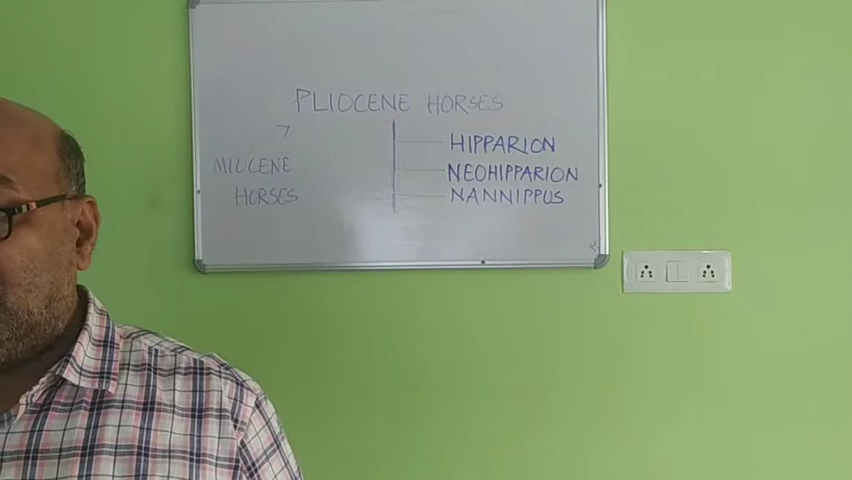 PLIOCENE HORSES
MIOCENE
HORSES
HIPPARION
NEOHIPPARION
NANNIPPUS